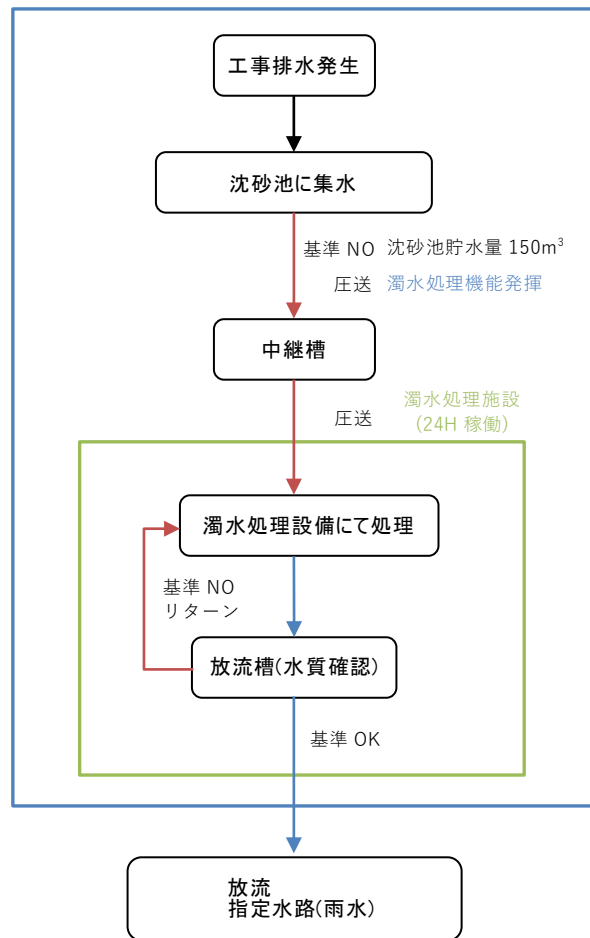 工事排水発生
沈砂池に集水
基準 NO 沈砂池貯水量 150m³
圧送 濁水処理機能発揮
中継槽
濁水処理施設
圧送 (24H 稼働)
濁水処理設備にて処理
基準 NO
リターン
放流槽(水質確認)
基準 OK
放流
指定水路(雨水)